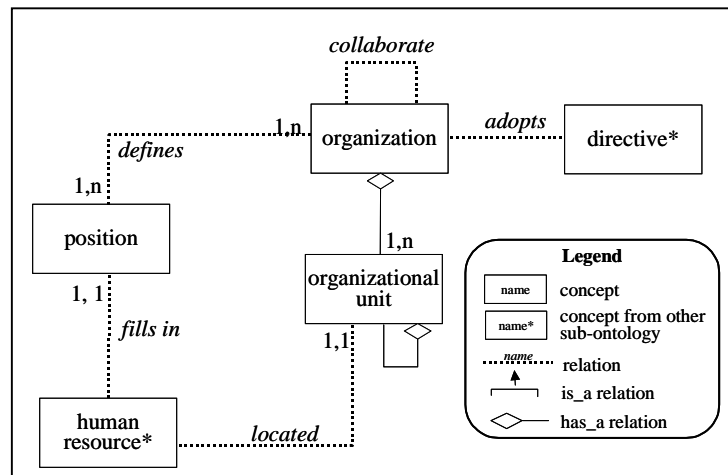 collaborate
1,n
organization
adopts
directive*
defines
1,n
position
1,n
organizational
unit
1, 1
fills in
1,1
human
resource*
located
Legend
name
concept
name*
concept from other
sub-ontology
name
relation
is_a relation
has_a relation